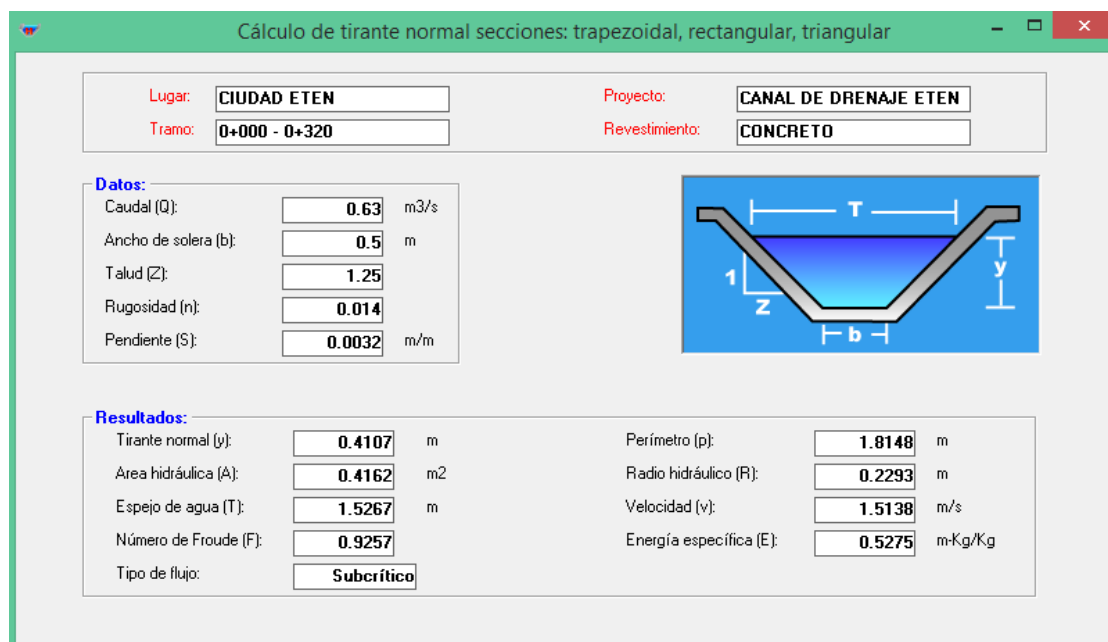 Cálculo de tirante normal secciones: trapezoidal, rectangular, triangular
Lugar: CIUDAD ETEN Proyecto: CANAL DE DRENAJE ETEN
Tramo: 0+000 - 0+320 Revestimiento: CONCRETO
Datos:
Caudal (Q): 0.63 m3/s
Ancho de solera (b): 0.5 m
Talud (Z): 1.25
Rugosidad (n): 0.014
Pendiente (S): 0.0032 m/m
T
y
1
Z
b
Resultados:
Tirante normal (y): 0.4107 m Perímetro (p): 1.8148 m
Area hidráulica (A): 0.4162 m2 Radio hidráulico (R): 0.2293 m
Espejo de agua (T): 1.5267 m Velocidad (v): 1.5138 m/s
Número de Froude (F): 0.9257 Energía específica (E): 0.5275 m-Kg/Kg
Tipo de flujo: Subcrítico